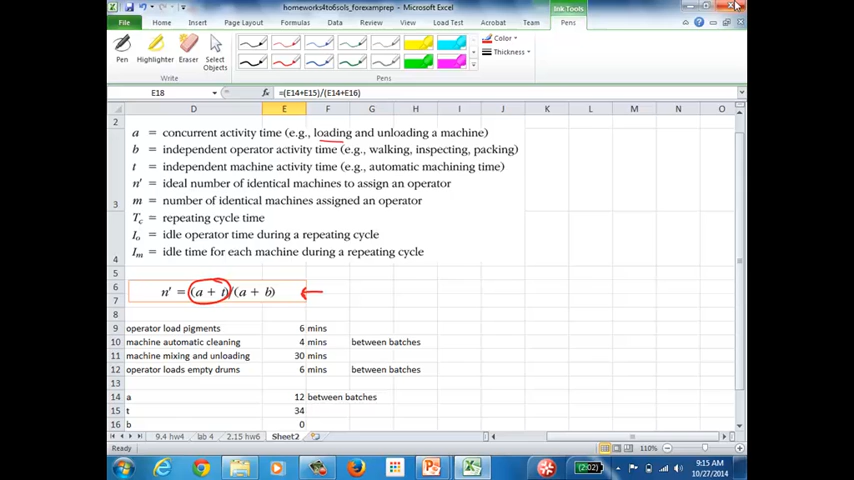 homeworks4to6sols_forexamprep - Microsoft Excel
Ink Tools
File Home Insert Page Layout Formulas Data Review View Load Test Acrobat Team Pens
Pen Highlighter Eraser Select Objects
Color
Thickness
Write Pens
E18 fx =(E14+E15)/(E14+E16)
D E F G H I J K L M N O
2
a = concurrent activity time (e.g., loading and unloading a machine)
b = independent operator activity time (e.g., walking, inspecting, packing)
t = independent machine activity time (e.g., automatic machining time)
n' = ideal number of identical machines to assign an operator
3 m = number of identical machines assigned an operator
Tc = repeating cycle time
Io = idle operator time during a repeating cycle
4 Im = idle time for each machine during a repeating cycle
5
6 n' = (a + t)/(a + b)
7
8
9 operator load pigments 6 mins
10 machine automatic cleaning 4 mins between batches
11 machine mixing and unloading 30 mins
12 operator loads empty drums 6 mins between batches
13
14 a 12 between batches
15 t 34
16 b 0
9.4 hw4 lab 4 2.15 hw6 Sheet2
Ready 110%
(2:02) 9:15 AM
10/27/2014